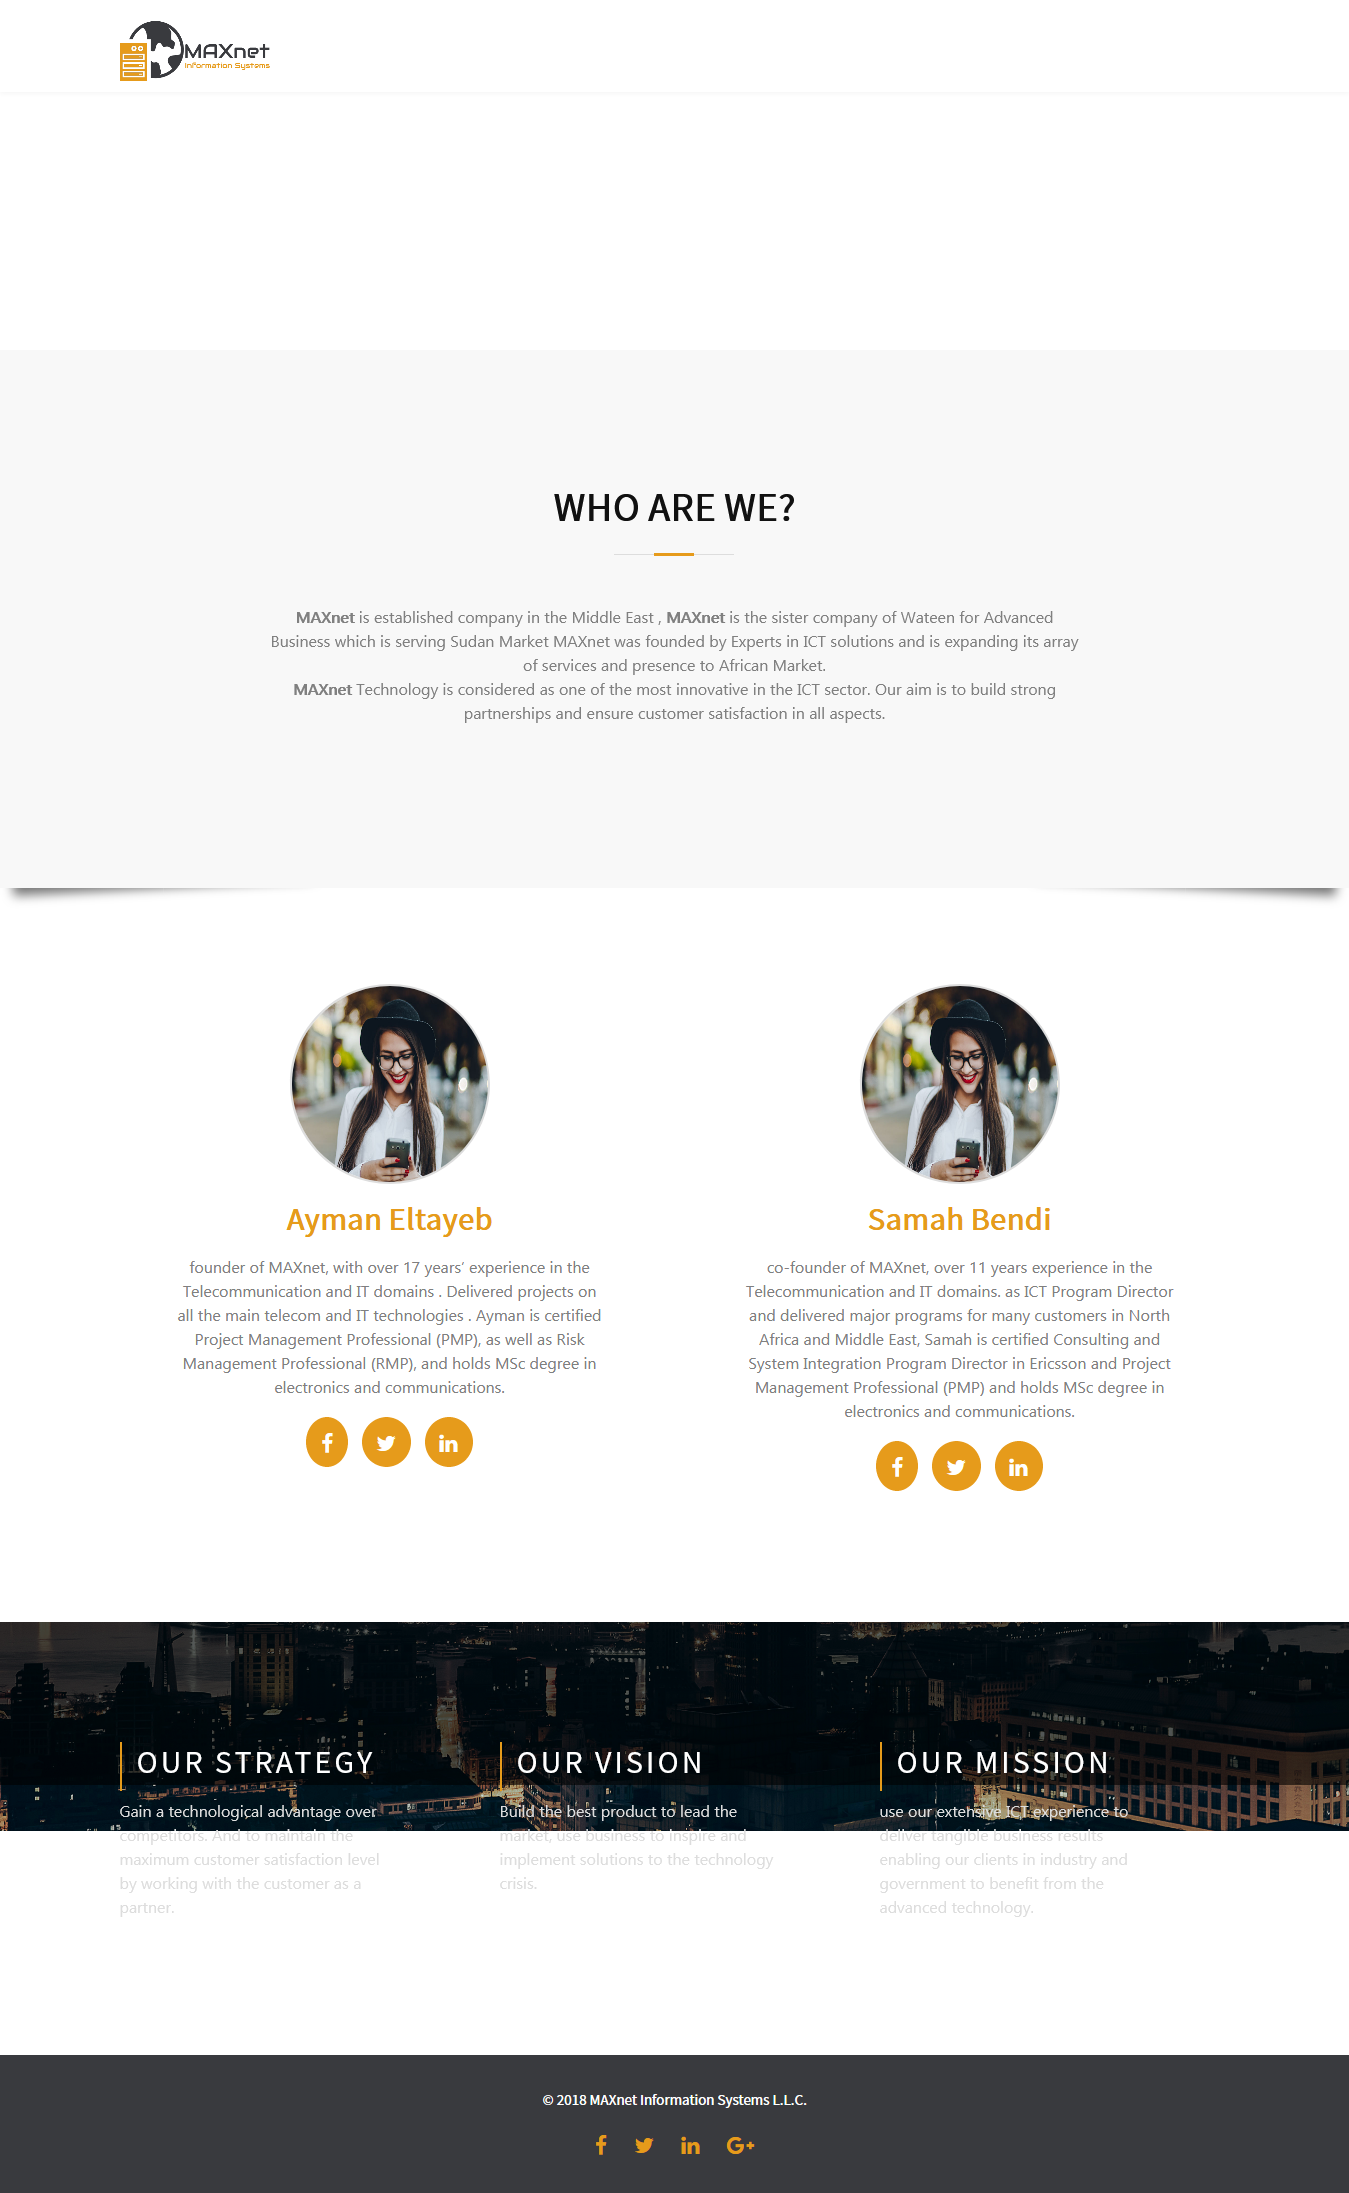 MAXnet
Information Systems
WHO ARE WE?
MAXnet is established company in the Middle East , MAXnet is the sister company of Wateen for Advanced
Business which is serving Sudan Market MAXnet was founded by Experts in ICT solutions and is expanding its array
of services and presence to African Market.
MAXnet Technology is considered as one of the most innovative in the ICT sector. Our aim is to build strong
partnerships and ensure customer satisfaction in all aspects.
Ayman Eltayeb
founder of MAXnet, with over 17 years’ experience in the
Telecommunication and IT domains . Delivered projects on
all the main telecom and IT technologies . Ayman is certified
Project Management Professional (PMP), as well as Risk
Management Professional (RMP), and holds MSc degree in
electronics and communications.
Samah Bendi
co-founder of MAXnet, over 11 years experience in the
Telecommunication and IT domains. as ICT Program Director
and delivered major programs for many customers in North
Africa and Middle East, Samah is certified Consulting and
System Integration Program Director in Ericsson and Project
Management Professional (PMP) and holds MSc degree in
electronics and communications.
OUR STRATEGY
Gain a technological advantage over
competitors. And to maintain the
maximum customer satisfaction level
by working with the customer as a
partner.
OUR VISION
Build the best product to lead the
market, use business to inspire and
implement solutions to the technology
crisis.
OUR MISSION
use our extensive ICT experience to
deliver tangible business results
enabling our clients in industry and
government to benefit from the
advanced technology.
© 2018 MAXnet Information Systems L.L.C.